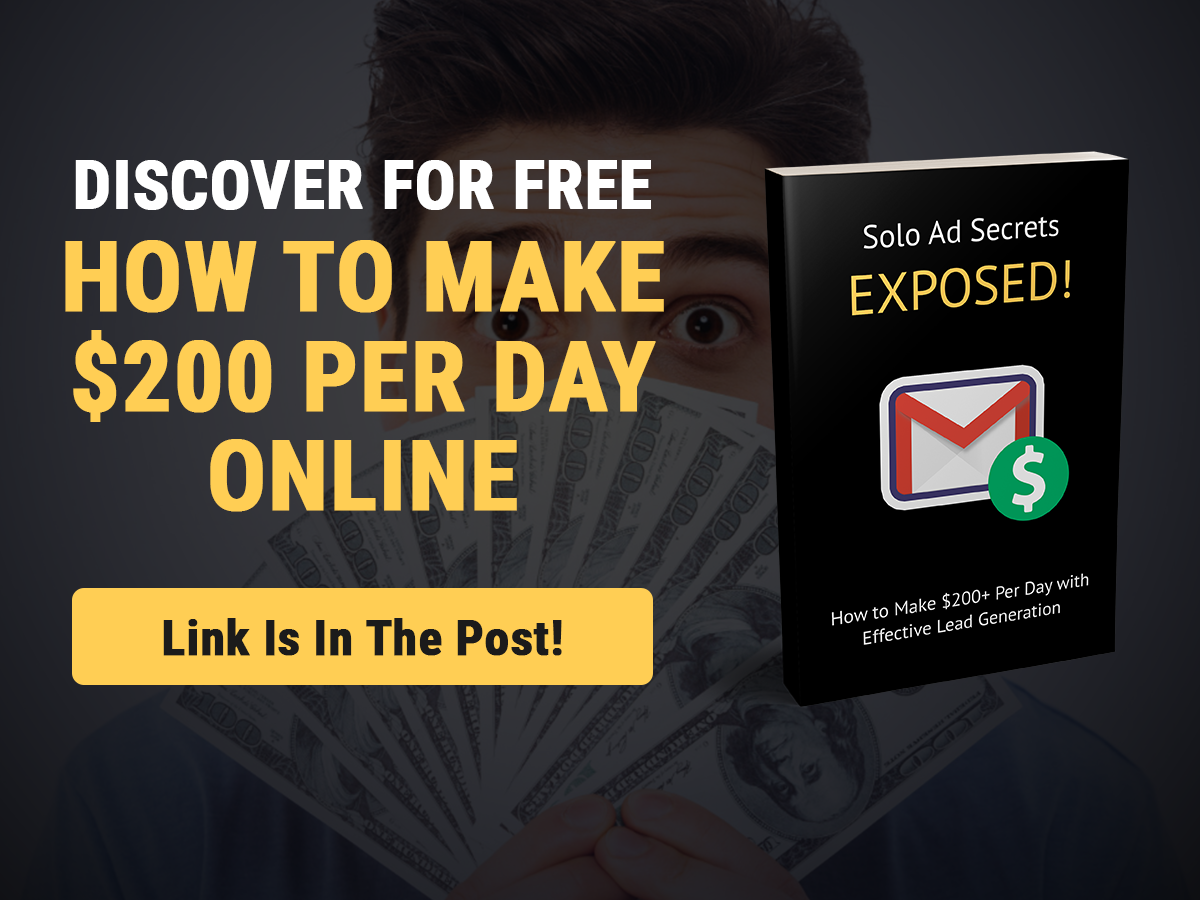 DISCOVER FOR FREE
HOW TO MAKE
$200 PER DAY
ONLINE
Link Is In The Post!
Solo Ad Secrets
EXPOSED!
$
How to Make $200+ Per Day with
Effective Lead Generation